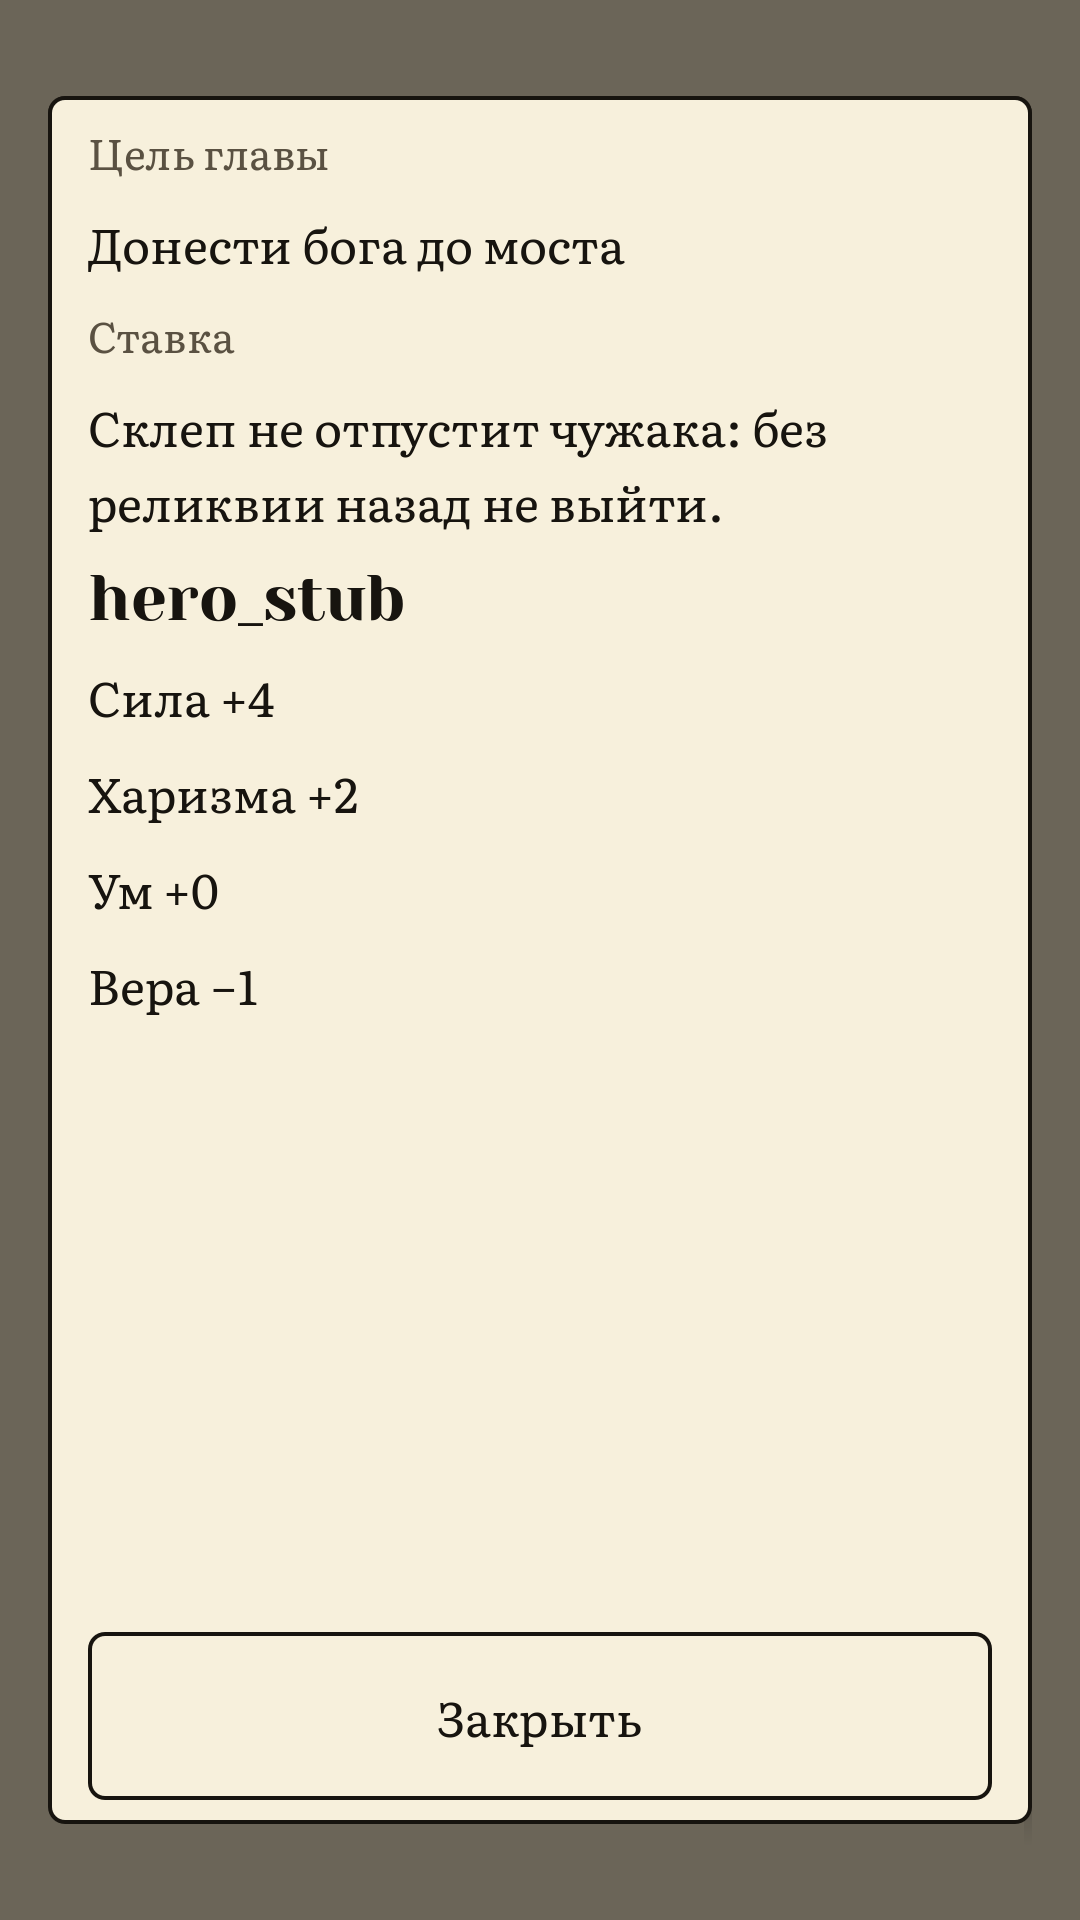 Цель главы
Донести бога до моста
Ставка
Склеп не отпустит чужака: без
реликвии назад не выйти.
hero_stub
Сила +4
Харизма +2
Ум +0
Вера −1
Закрыть